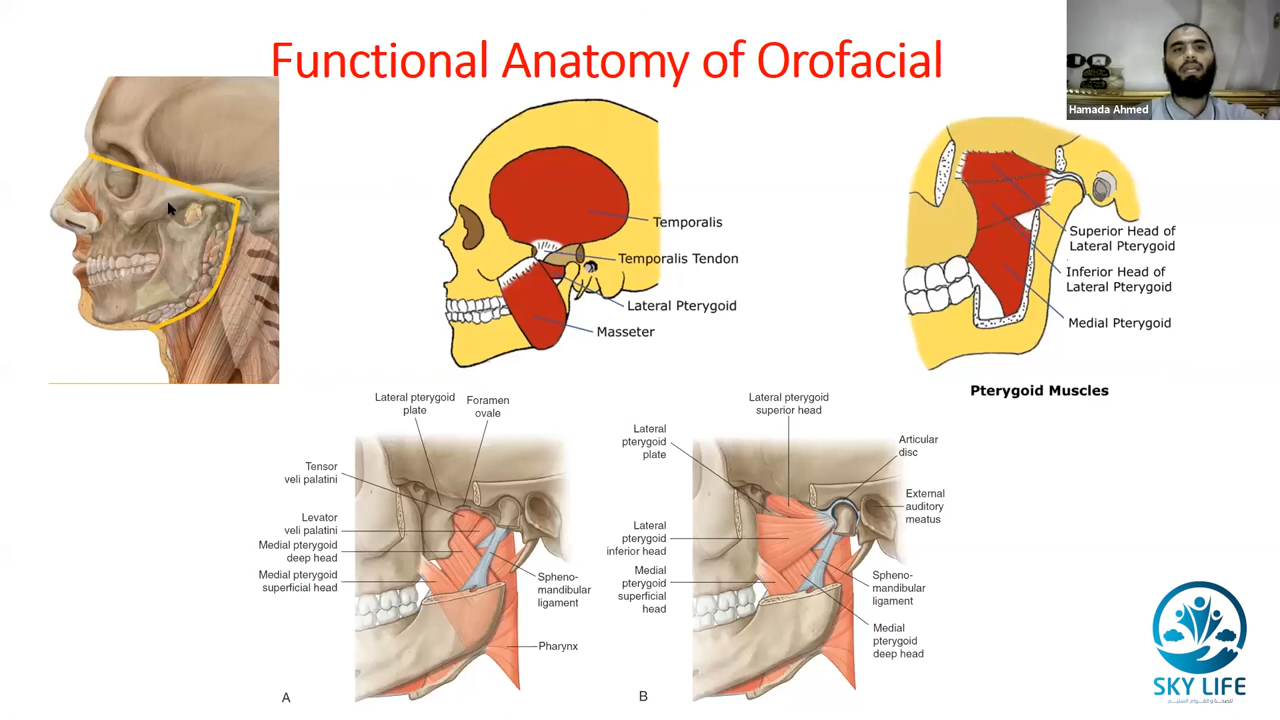 Functional Anatomy of Orofacial
Hamada Ahmed
Temporalis
Temporalis Tendon
Lateral Pterygoid
Masseter
Superior Head of
Lateral Pterygoid
Inferior Head of
Lateral Pterygoid
Medial Pterygoid
Pterygoid Muscles
Lateral pterygoid
plate
Foramen
ovale
Tensor
veli palatini
Levator
veli palatini
Medial pterygoid
deep head
Medial pterygoid
superficial head
Spheno-
mandibular
ligament
Pharynx
A
Lateral pterygoid
superior head
Lateral
pterygoid
plate
Articular
disc
External
auditory
meatus
Lateral
pterygoid
inferior head
Medial
pterygoid
superficial
head
Spheno-
mandibular
ligament
Medial
pterygoid
deep head
B
SKY LIFE